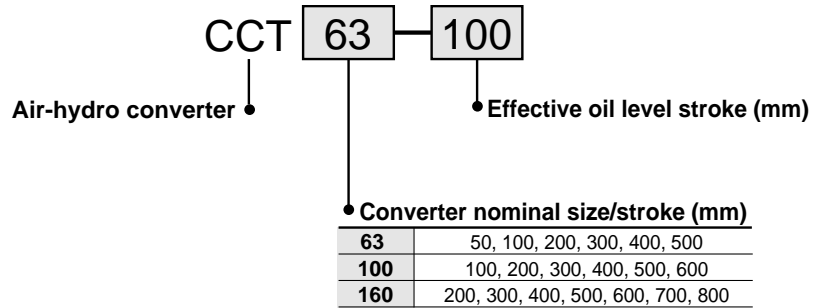 CCT 63 - 100
Air-hydro converter
Effective oil level stroke (mm)
Converter nominal size/stroke (mm)
63 50, 100, 200, 300, 400, 500
100 100, 200, 300, 400, 500, 600
160 200, 300, 400, 500, 600, 700, 800